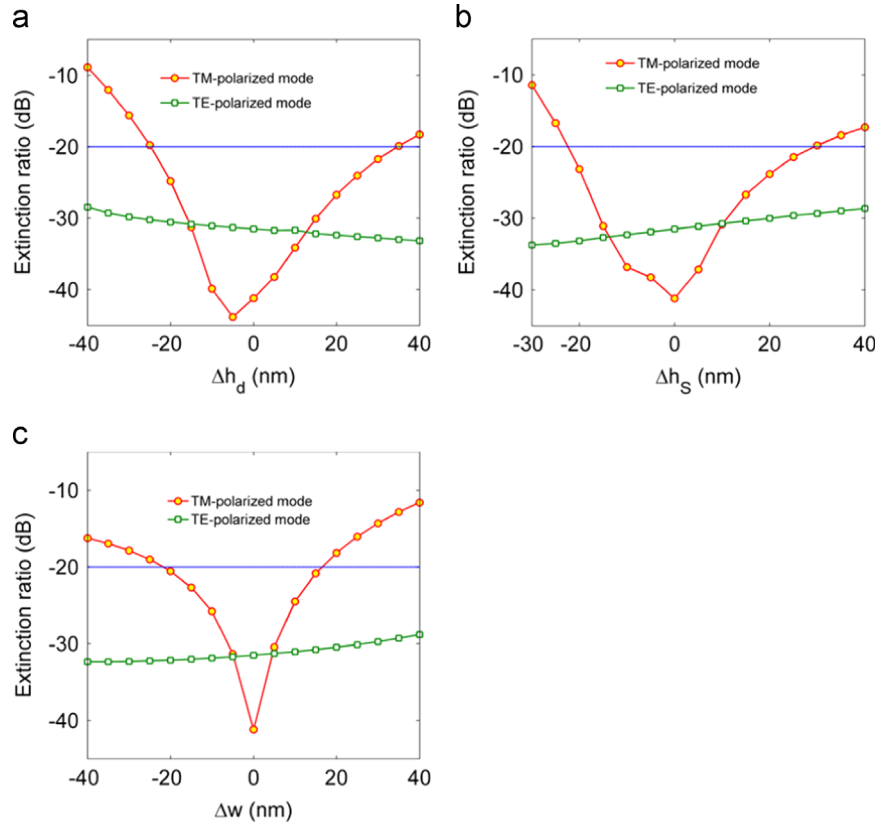 a
Extinction ratio (dB)
-10
-20
-30
-40
TM-polarized mode
TE-polarized mode
-40 -20 0 20 40
Δh_d (nm)
b
Extinction ratio (dB)
-10
-20
-30
-40
TM-polarized mode
TE-polarized mode
-30 -20 0 20 40
Δh_S (nm)
c
Extinction ratio (dB)
-10
-20
-30
-40
TM-polarized mode
TE-polarized mode
-40 -20 0 20 40
Δw (nm)